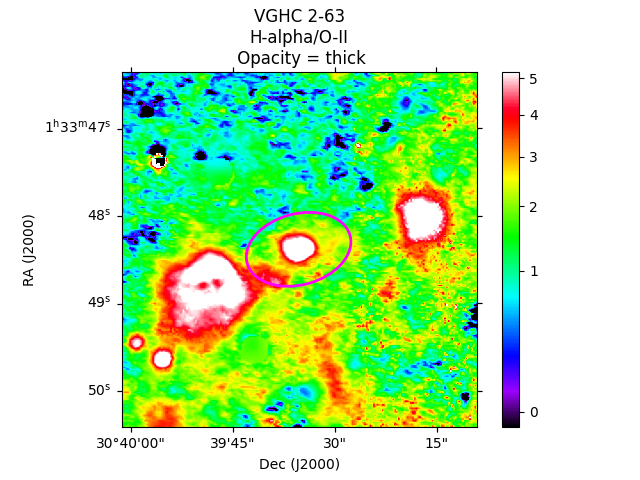 VGHC 2-63
H-alpha/O-II
Opacity = thick
1ʰ33ᵐ47ˢ
48ˢ
49ˢ
50ˢ
RA (J2000)
30°40'00" 39'45" 30" 15"
Dec (J2000)
5
4
3
2
1
0